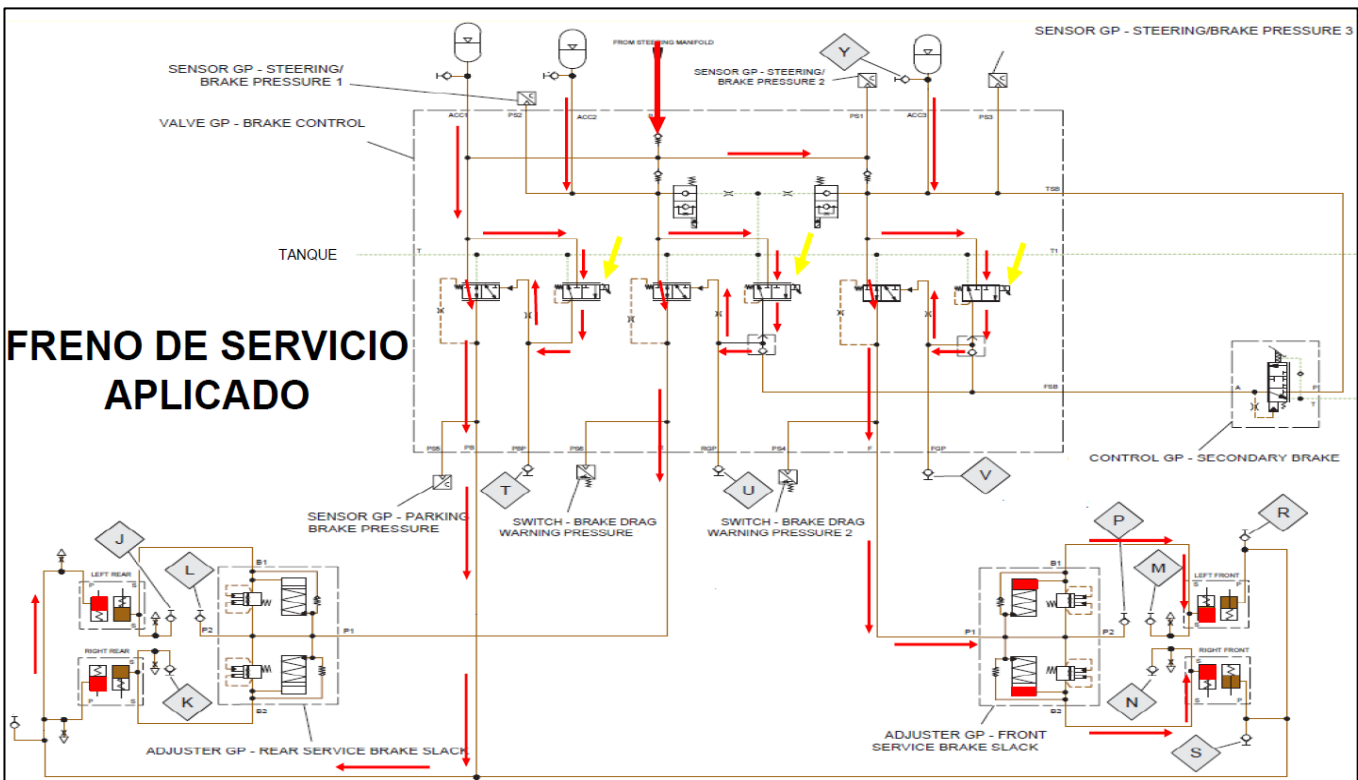 FROM STEERING MANIFOLD
SENSOR GP - STEERING/BRAKE PRESSURE 3
Y
SENSOR GP - STEERING/
BRAKE PRESSURE 1
SENSOR GP - STEERING/
BRAKE PRESSURE 2
ACC1
PS2
ACC2
PS1
ACC3
PS3
VALVE GP - BRAKE CONTROL
TSB
TANQUE
T
T1
FRENO DE SERVICIO
APLICADO
FSB
A
P
T
PS5
PB
PBP
PS6
RGP
PS4
F
FGP
CONTROL GP - SECONDARY BRAKE
T
U
V
SENSOR GP - PARKING
BRAKE PRESSURE
SWITCH - BRAKE DRAG
WARNING PRESSURE
SWITCH - BRAKE DRAG
WARNING PRESSURE 2
J
L
P
M
R
B1
B1
LEFT REAR
P
S
S
LEFT FRONT
S
P
S
P2
P1
P1
P2
RIGHT REAR
S
P
S
RIGHT FRONT
S
S
P
K
N
B2
B2
S
ADJUSTER GP - REAR SERVICE BRAKE SLACK
ADJUSTER GP - FRONT
SERVICE BRAKE SLACK